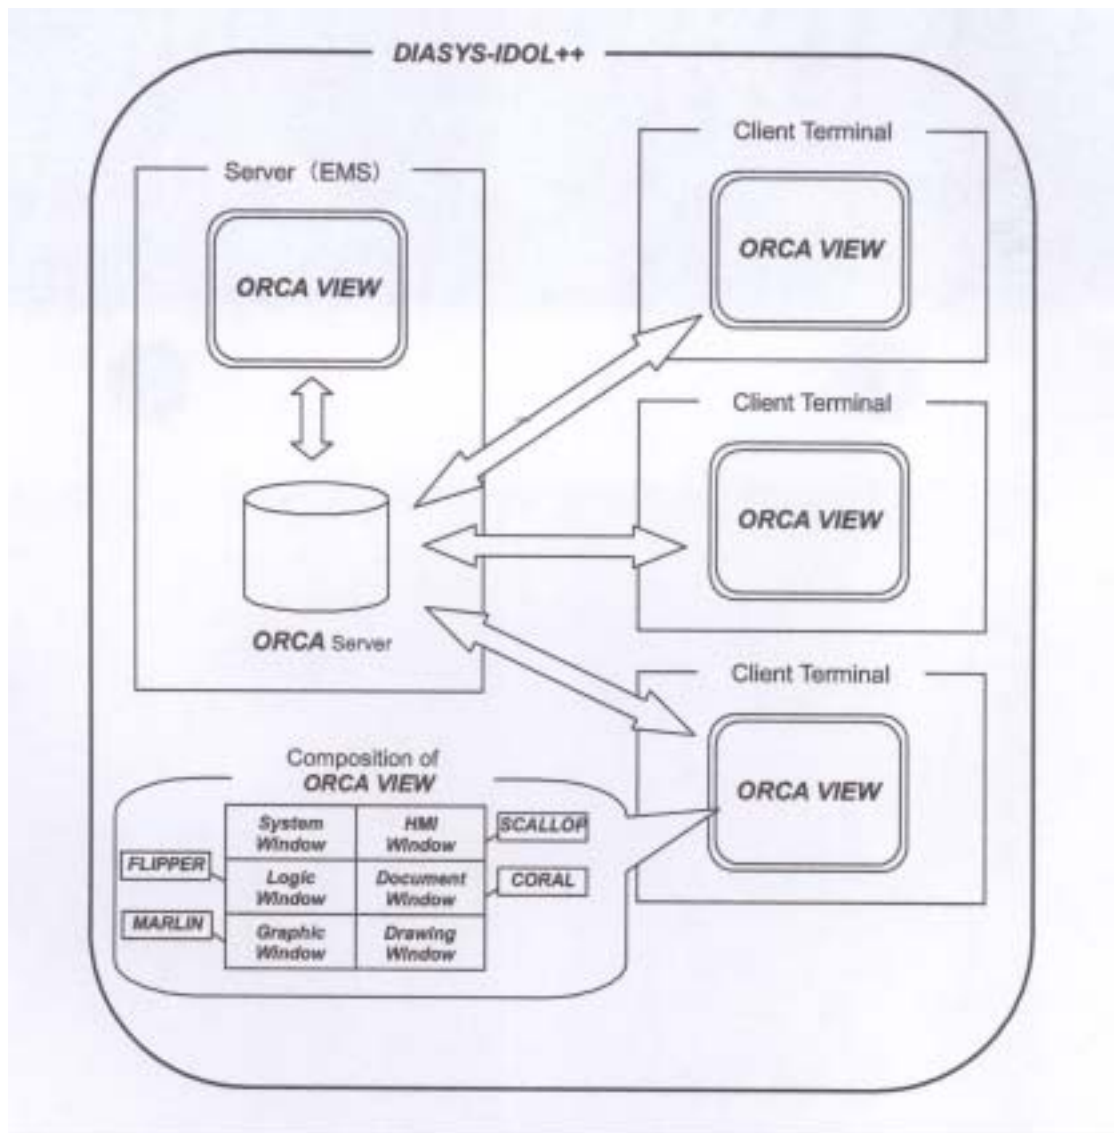 DIASYS-IDOL++
Server (EMS)
ORCA VIEW
ORCA Server
Client Terminal
ORCA VIEW
Client Terminal
ORCA VIEW
Client Terminal
ORCA VIEW
Composition of
ORCA VIEW
System
Window
HMI
Window
SCALLOP
FLIPPER
Logic
Window
Document
Window
CORAL
MARLIN
Graphic
Window
Drawing
Window